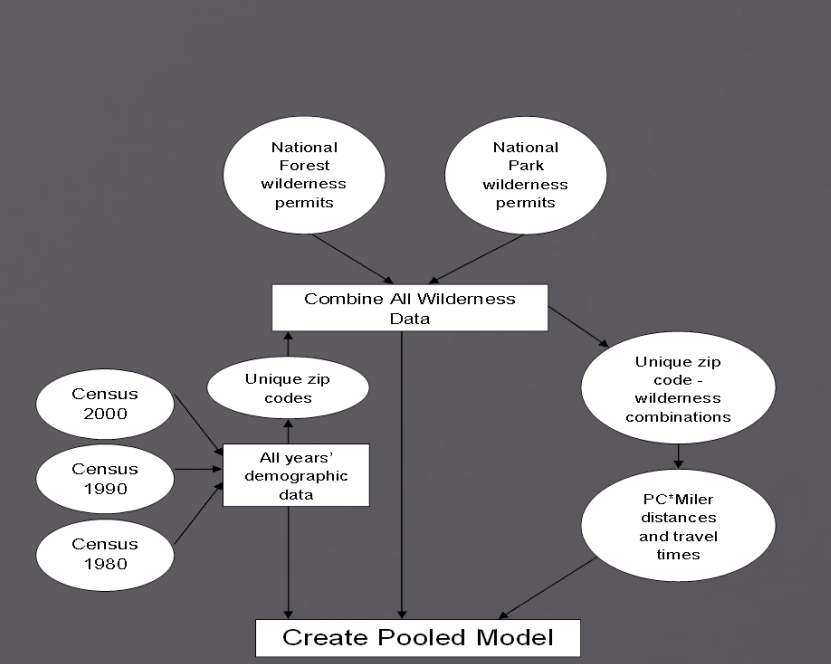 National
Forest
wilderness
permits
National
Park
wilderness
permits
Combine All Wilderness
Data
Unique zip
codes
Unique zip
code -
wilderness
combinations
Census
2000
Census
1990
Census
1980
All years’
demographic
data
PC*Miler
distances
and travel
times
Create Pooled Model